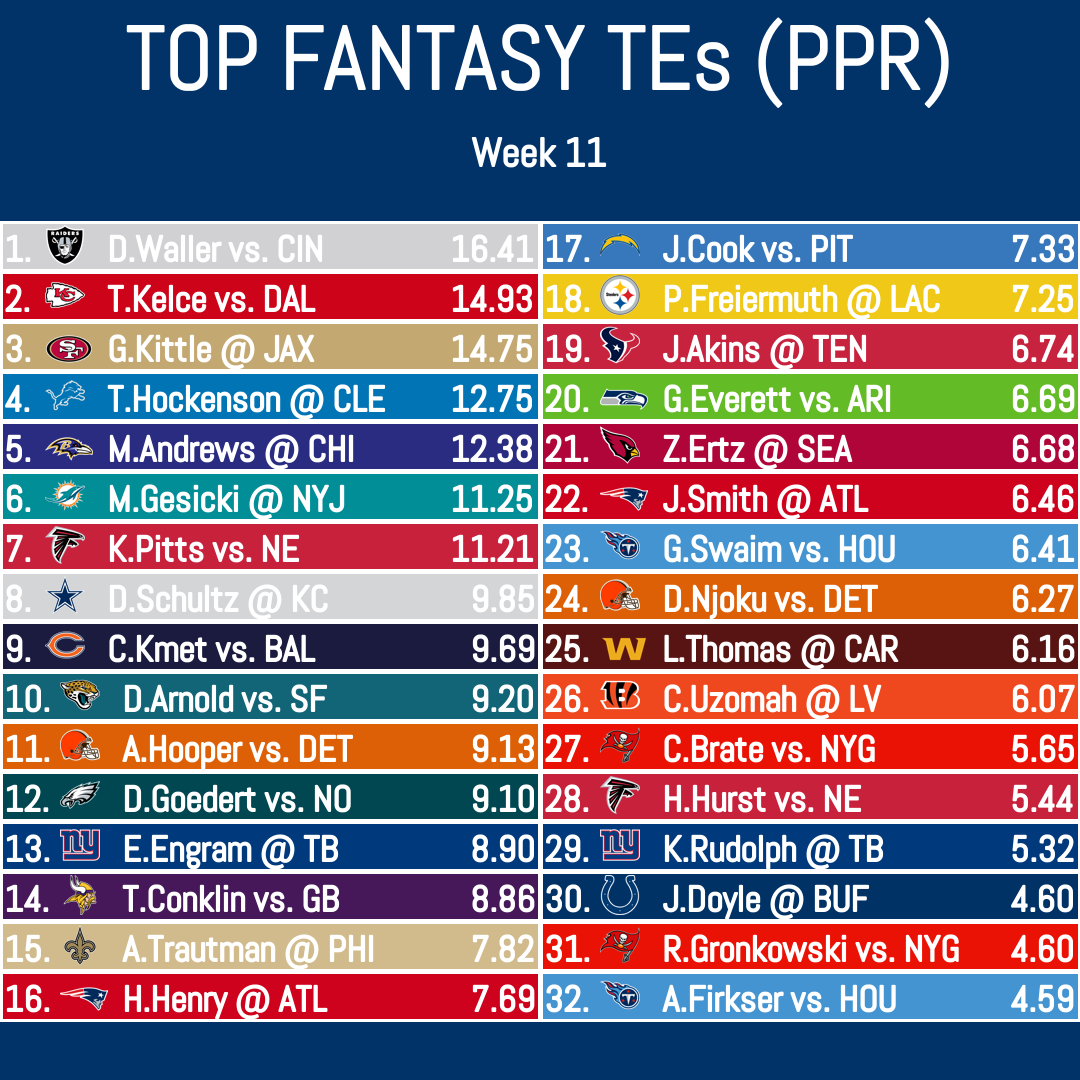 TOP FANTASY TEs (PPR)
Week 11
1. D.Waller vs. CIN 16.41
2. T.Kelce vs. DAL 14.93
3. G.Kittle @ JAX 14.75
4. T.Hockenson @ CLE 12.75
5. M.Andrews @ CHI 12.38
6. M.Gesicki @ NYJ 11.25
7. K.Pitts vs. NE 11.21
8. D.Schultz @ KC 9.85
9. C.Kmet vs. BAL 9.69
10. D.Arnold vs. SF 9.20
11. A.Hooper vs. DET 9.13
12. D.Goedert vs. NO 9.10
13. E.Engram @ TB 8.90
14. T.Conklin vs. GB 8.86
15. A.Trautman @ PHI 7.82
16. H.Henry @ ATL 7.69
17. J.Cook vs. PIT 7.33
18. P.Freiermuth @ LAC 7.25
19. J.Akins @ TEN 6.74
20. G.Everett vs. ARI 6.69
21. Z.Ertz @ SEA 6.68
22. J.Smith @ ATL 6.46
23. G.Swaim vs. HOU 6.41
24. D.Njoku vs. DET 6.27
25. L.Thomas @ CAR 6.16
26. C.Uzomah @ LV 6.07
27. C.Brate vs. NYG 5.65
28. H.Hurst vs. NE 5.44
29. K.Rudolph @ TB 5.32
30. J.Doyle @ BUF 4.60
31. R.Gronkowski vs. NYG 4.60
32. A.Firkser vs. HOU 4.59